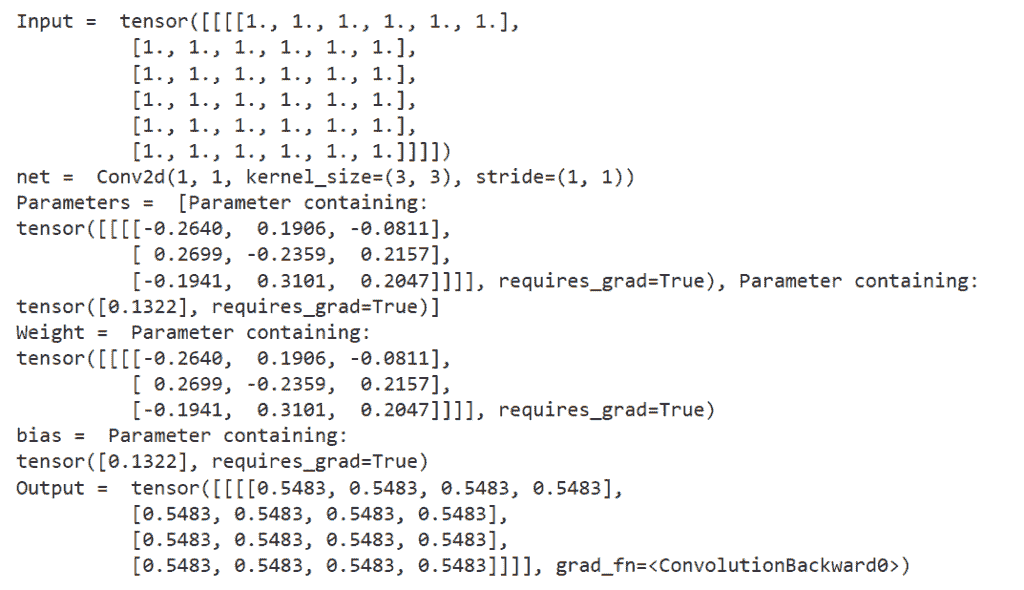 Input =  tensor([[[[1., 1., 1., 1., 1., 1.],
          [1., 1., 1., 1., 1., 1.],
          [1., 1., 1., 1., 1., 1.],
          [1., 1., 1., 1., 1., 1.],
          [1., 1., 1., 1., 1., 1.],
          [1., 1., 1., 1., 1., 1.]]]])
net =  Conv2d(1, 1, kernel_size=(3, 3), stride=(1, 1))
Parameters =  [Parameter containing:
tensor([[[[-0.2640,  0.1906, -0.0811],
          [ 0.2699, -0.2359,  0.2157],
          [-0.1941,  0.3101,  0.2047]]]], requires_grad=True), Parameter containing:
tensor([0.1322], requires_grad=True)]
Weight =  Parameter containing:
tensor([[[[-0.2640,  0.1906, -0.0811],
          [ 0.2699, -0.2359,  0.2157],
          [-0.1941,  0.3101,  0.2047]]]], requires_grad=True)
bias =  Parameter containing:
tensor([0.1322], requires_grad=True)
Output =  tensor([[[[0.5483, 0.5483, 0.5483, 0.5483],
          [0.5483, 0.5483, 0.5483, 0.5483],
          [0.5483, 0.5483, 0.5483, 0.5483],
          [0.5483, 0.5483, 0.5483, 0.5483]]]], grad_fn=<ConvolutionBackward0>)